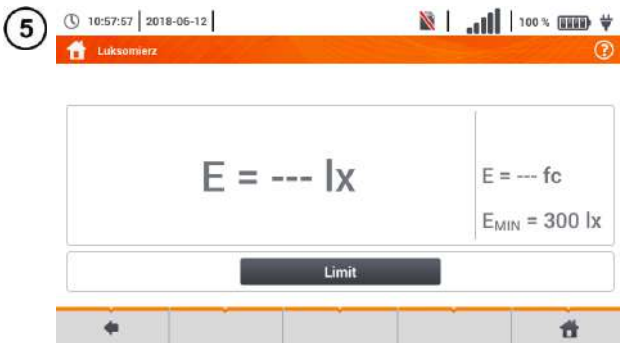 5
10:57:57 2018-06-12 100 %
Luksomierz ?
E = --- lx
E = --- fc
EMIN = 300 lx
Limit